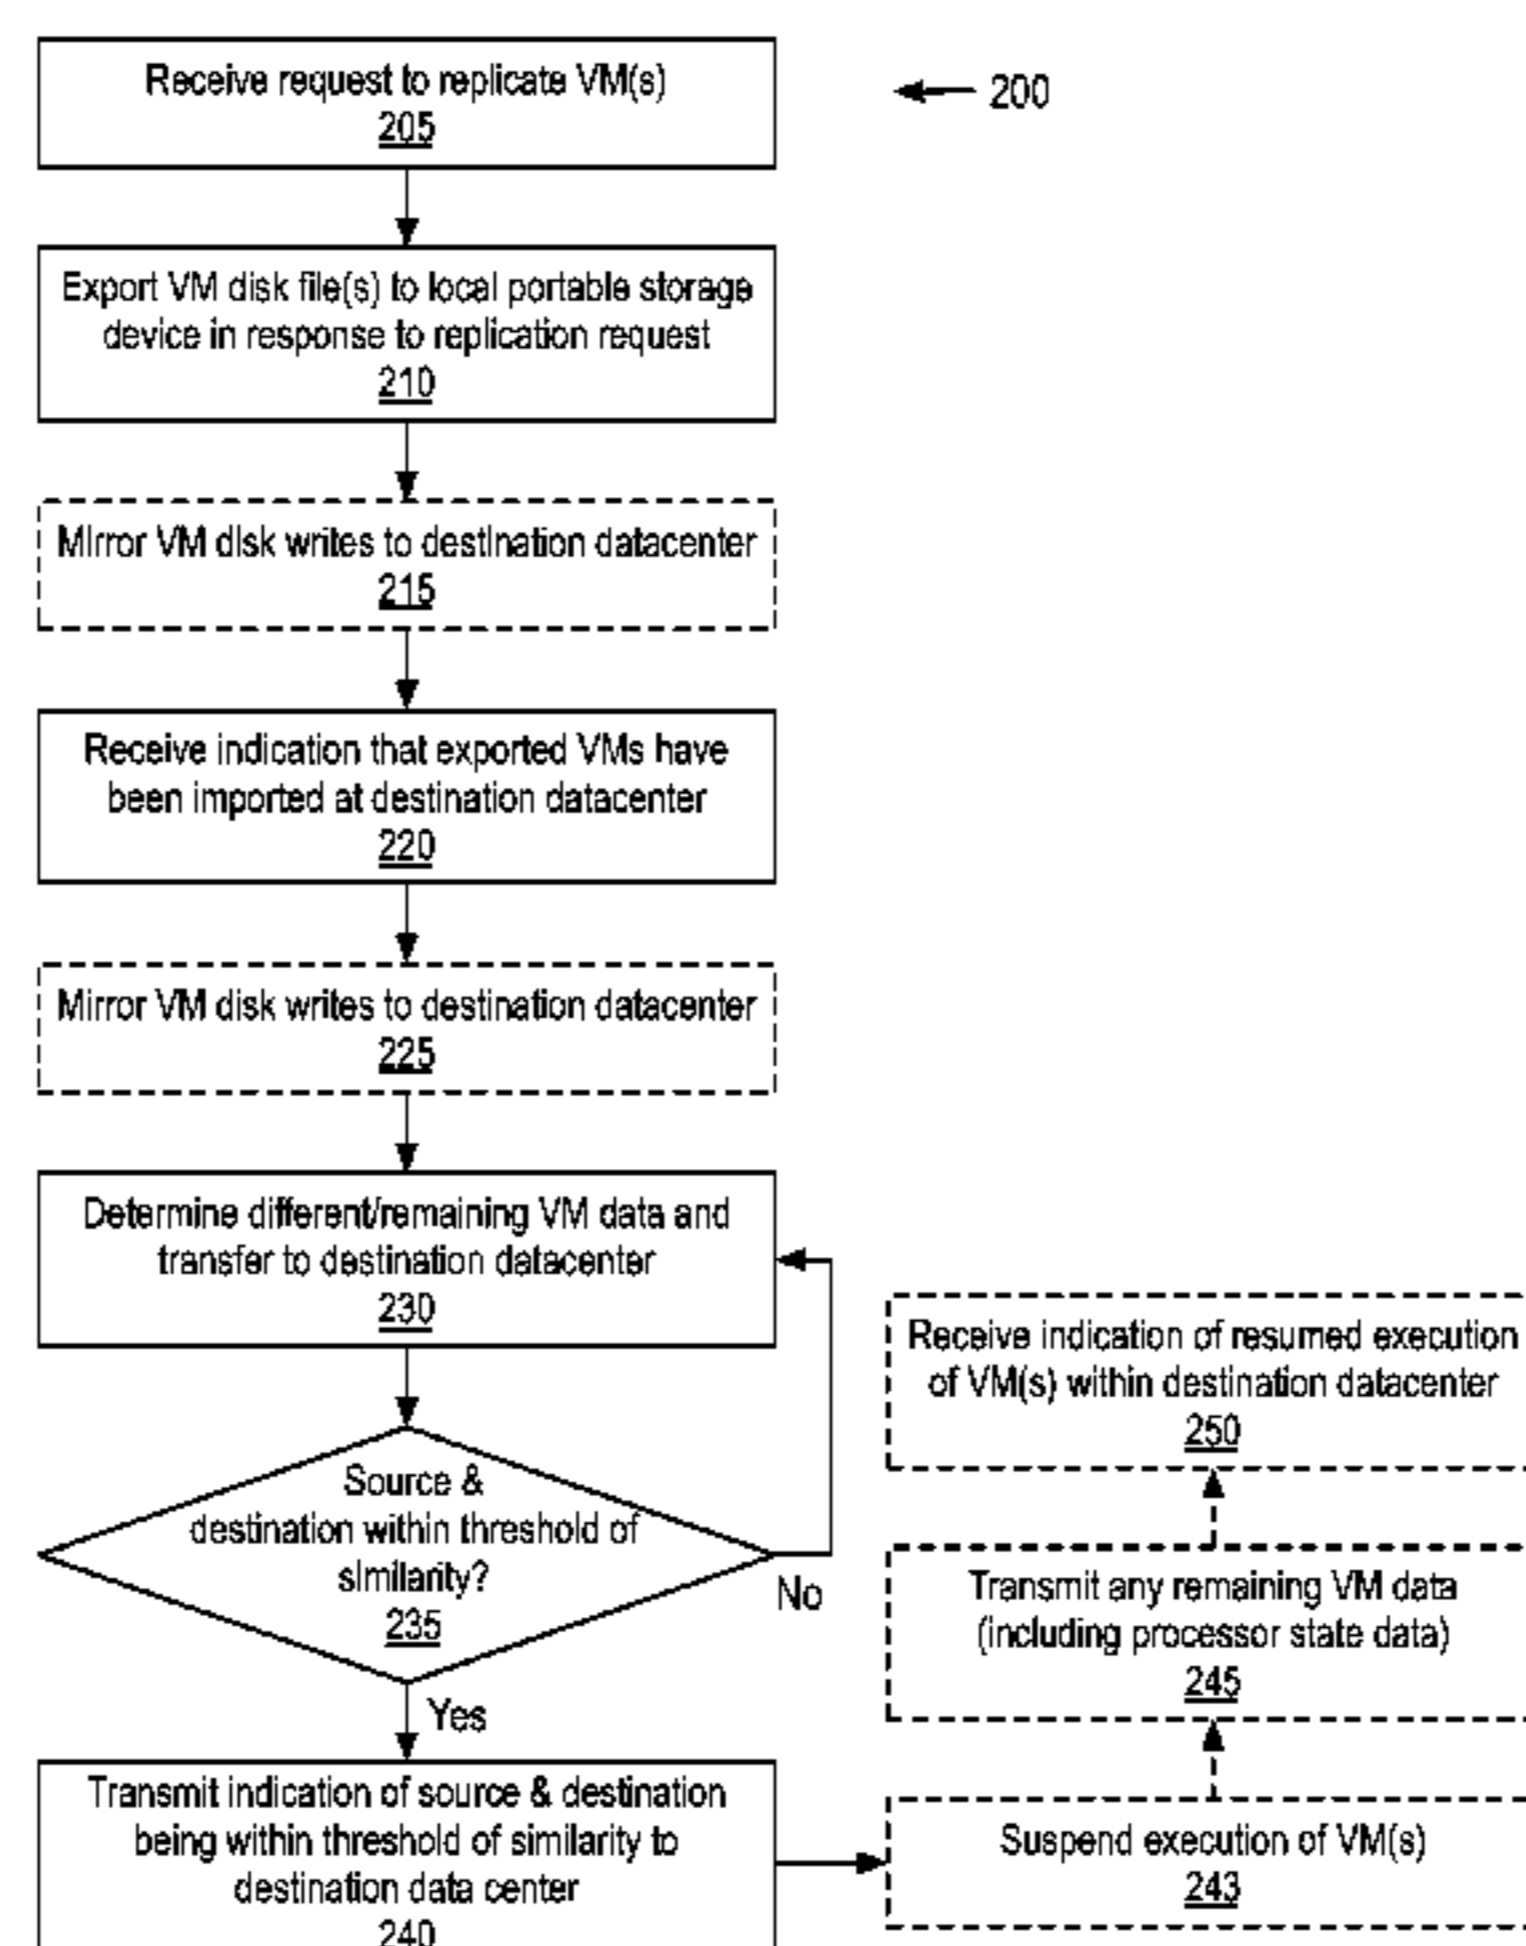 Receive request to replicate VM(s)
205
200
Export VM disk file(s) to local portable storage
device in response to replication request
210
Mirror VM disk writes to destination datacenter
215
Receive indication that exported VMs have
been imported at destination datacenter
220
Mirror VM disk writes to destination datacenter
225
Determine different/remaining VM data and
transfer to destination datacenter
230
Source &
destination within threshold of
similarity?
235
No
Yes
Transmit indication of source & destination
being within threshold of similarity to
destination data center
240
Suspend execution of VM(s)
243
Transmit any remaining VM data
(including processor state data)
245
Receive indication of resumed execution
of VM(s) within destination datacenter
250